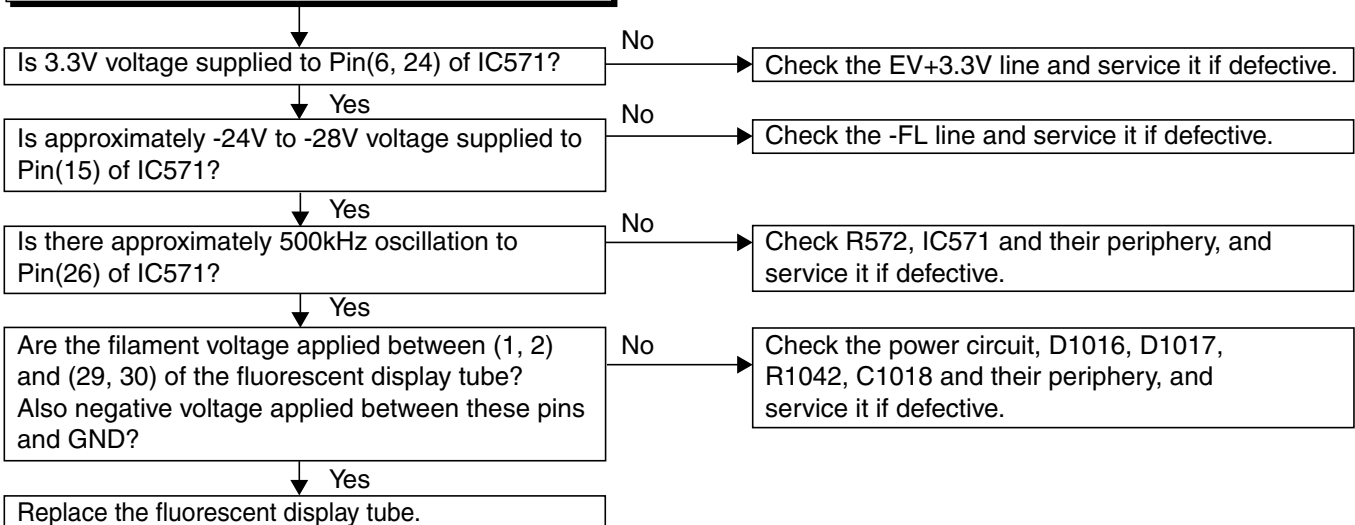 Is 3.3V voltage supplied to Pin(6, 24) of IC571?
No
Check the EV+3.3V line and service it if defective.
Yes
Is approximately -24V to -28V voltage supplied to
Pin(15) of IC571?
No
Check the -FL line and service it if defective.
Yes
Is there approximately 500kHz oscillation to
Pin(26) of IC571?
No
Check R572, IC571 and their periphery, and
service it if defective.
Yes
Are the filament voltage applied between (1, 2)
and (29, 30) of the fluorescent display tube?
Also negative voltage applied between these pins
and GND?
No
Check the power circuit, D1016, D1017,
R1042, C1018 and their periphery, and
service it if defective.
Yes
Replace the fluorescent display tube.